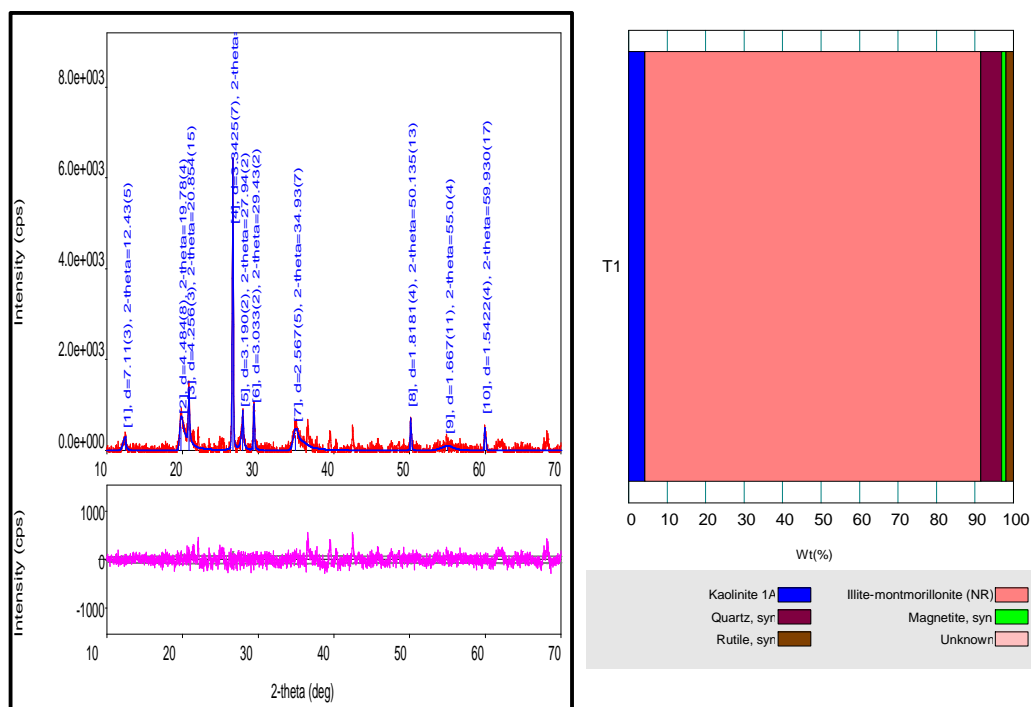 Intensity (cps)
8.0e+003
6.0e+003
4.0e+003
2.0e+003
0.0e+000
[1], d=7.11(3), 2-theta=12.43(5)
[2], d=4.484(8), 2-theta=19.78(4)
[3], d=4.256(3), 2-theta=20.854(15)
[4], d=3.3425(7), 2-theta=
[5], d=3.190(2), 2-theta=27.94(2)
[6], d=3.033(2), 2-theta=29.43(2)
[7], d=2.567(5), 2-theta=34.93(7)
[8], d=1.8181(4), 2-theta=50.135(13)
[9], d=1.667(11), 2-theta=55.0(4)
[10], d=1.5422(4), 2-theta=59.930(17)
10 20 30 40 50 60 70
Intensity (cps)
1000
0
0
-1000
10 20 30 40 50 60 70
2-theta (deg)
T1
0 10 20 30 40 50 60 70 80 90 100
Wt(%)
Kaolinite 1A
Illite-montmorillonite (NR)
Quartz, syn
Magnetite, syn
Rutile, syn
Unknown